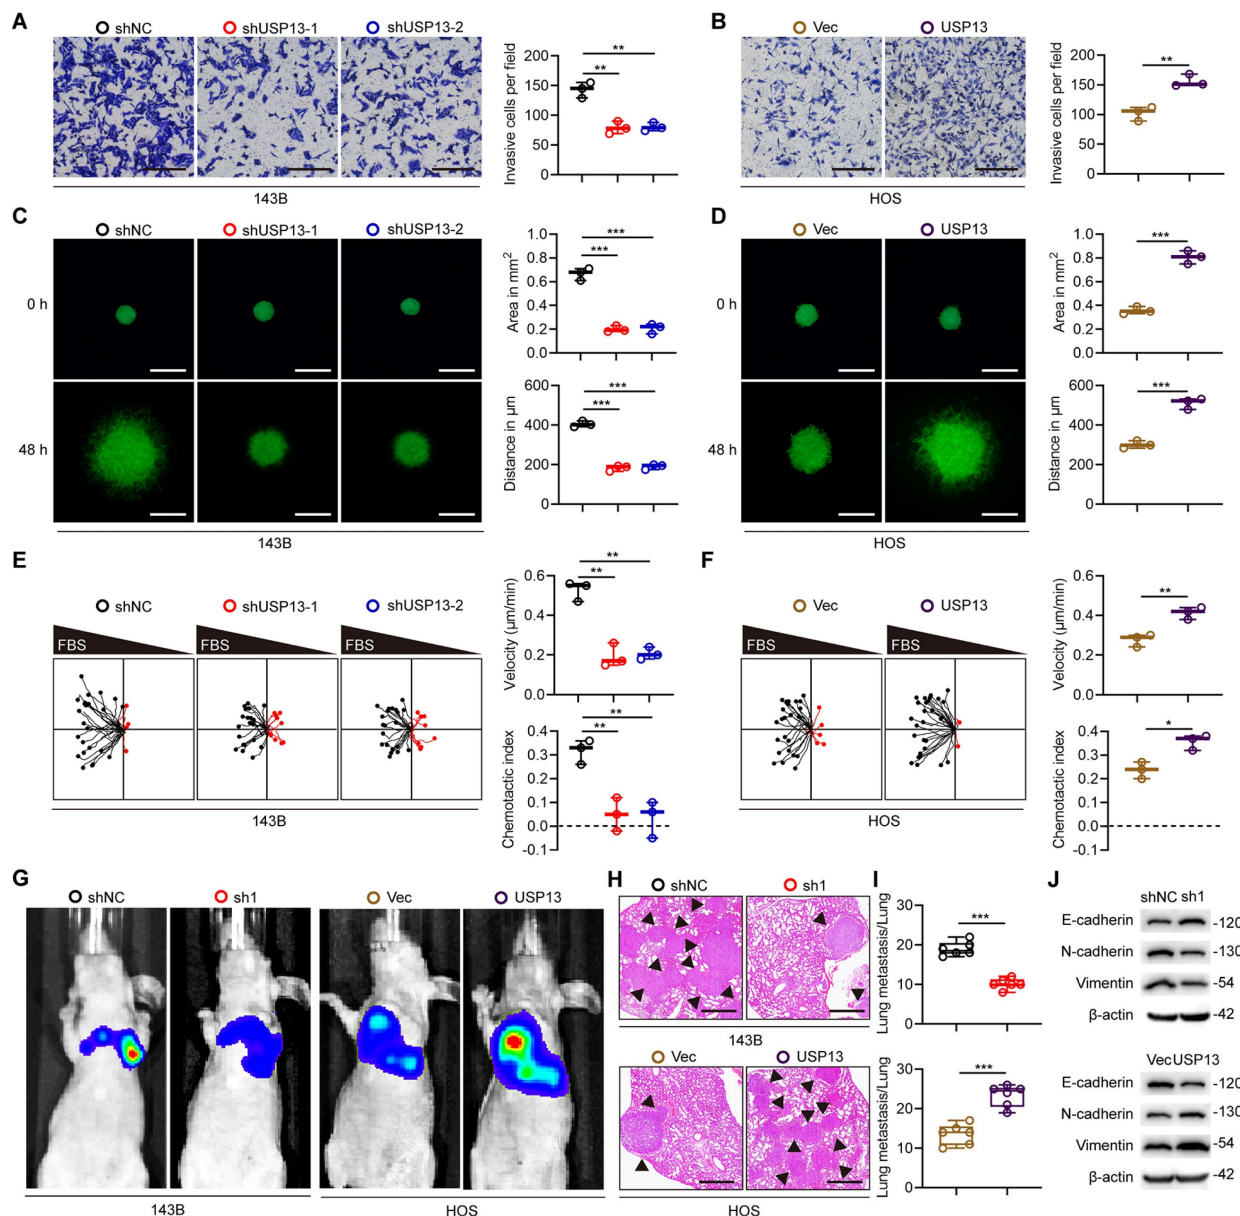 A
shNC shUSP13-1 shUSP13-2
143B
Invasive cells per field
200
150
100
50
0
**
**
B
Vec USP13
HOS
Invasive cells per field
200
150
100
50
0
**
C
shNC shUSP13-1 shUSP13-2
0 h
48 h
143B
Area in mm²
1.0
0.8
0.6
0.4
0.2
0.0
***
***
Distance in µm
600
400
200
0
***
***
D
Vec USP13
0 h
48 h
HOS
Area in mm²
1.0
0.8
0.6
0.4
0.2
0.0
***
Distance in µm
600
400
200
0
***
E
shNC shUSP13-1 shUSP13-2
FBS FBS FBS
143B
Velocity (µm/min)
0.6
0.4
0.2
0.0
**
**
Chemotactic index
0.4
0.3
0.2
0.1
0.0
-0.1
**
**
F
Vec USP13
FBS FBS
HOS
Velocity (µm/min)
0.6
0.4
0.2
0.0
**
Chemotactic index
0.4
0.3
0.2
0.1
0.0
-0.1
*
G
shNC sh1 Vec USP13
143B HOS
H
shNC sh1
143B
Vec USP13
HOS
I
Lung metastasis/Lung
30
20
10
0
***
Lung metastasis/Lung
40
30
20
10
0
***
J
shNC sh1
E-cadherin -120
N-cadherin -130
Vimentin -54
β-actin -42
Vec USP13
E-cadherin -120
N-cadherin -130
Vimentin -54
β-actin -42